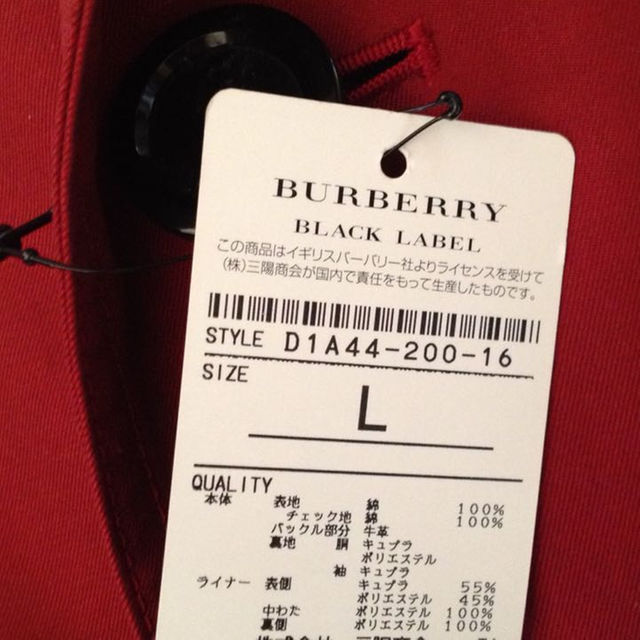 BURBERRY
BLACK LABEL
この商品はイギリスバーバリー社よりライセンスを受けて
(株)三陽商会が国内で責任をもって生産したものです。
STYLE D1A44-200-16
SIZE
L
QUALITY
本体 表地 綿 100%
チェック地 綿 100%
バックル部分 牛革
裏地 胴 キュプラ
ポリエステル
袖 キュプラ
ライナー 表側 キュプラ 55%
ポリエステル 45%
中わた ポリエステル 100%
裏側 ポリエステル 100%